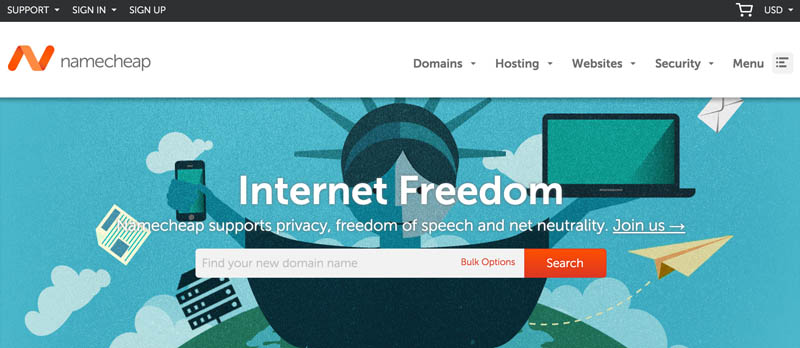 SUPPORT SIGN IN SIGN UP USD
namecheap
Domains Hosting Websites Security Menu
Internet Freedom
Namecheap supports privacy, freedom of speech and net neutrality. Join us →
Find your new domain name Bulk Options Search